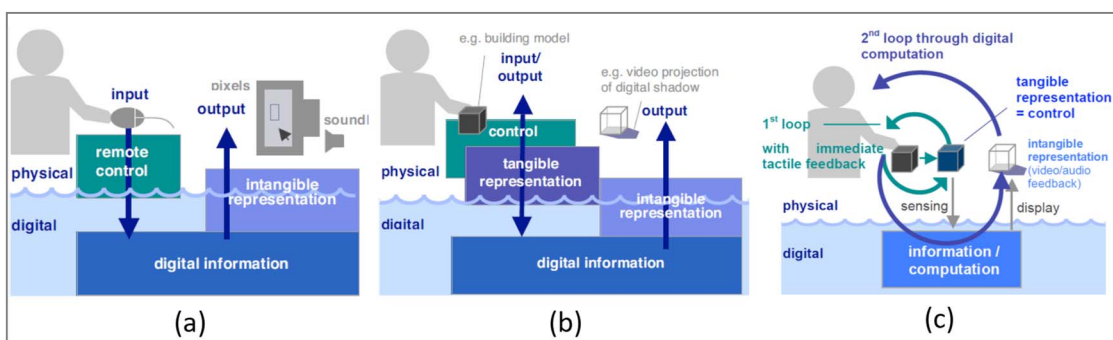 input
pixels
output
sound
remote
control
physical
intangible
representation
digital
digital information
(a)
e.g. building model
input/
output
e.g. video projection
of digital shadow
output
control
tangible
representation
physical
intangible
representation
digital
digital information
(b)
2nd loop through digital
computation
tangible
representation
= control
1st loop
with immediate
tactile feedback
intangible
representation
(video/audio
feedback)
sensing
display
physical
digital
information /
computation
(c)